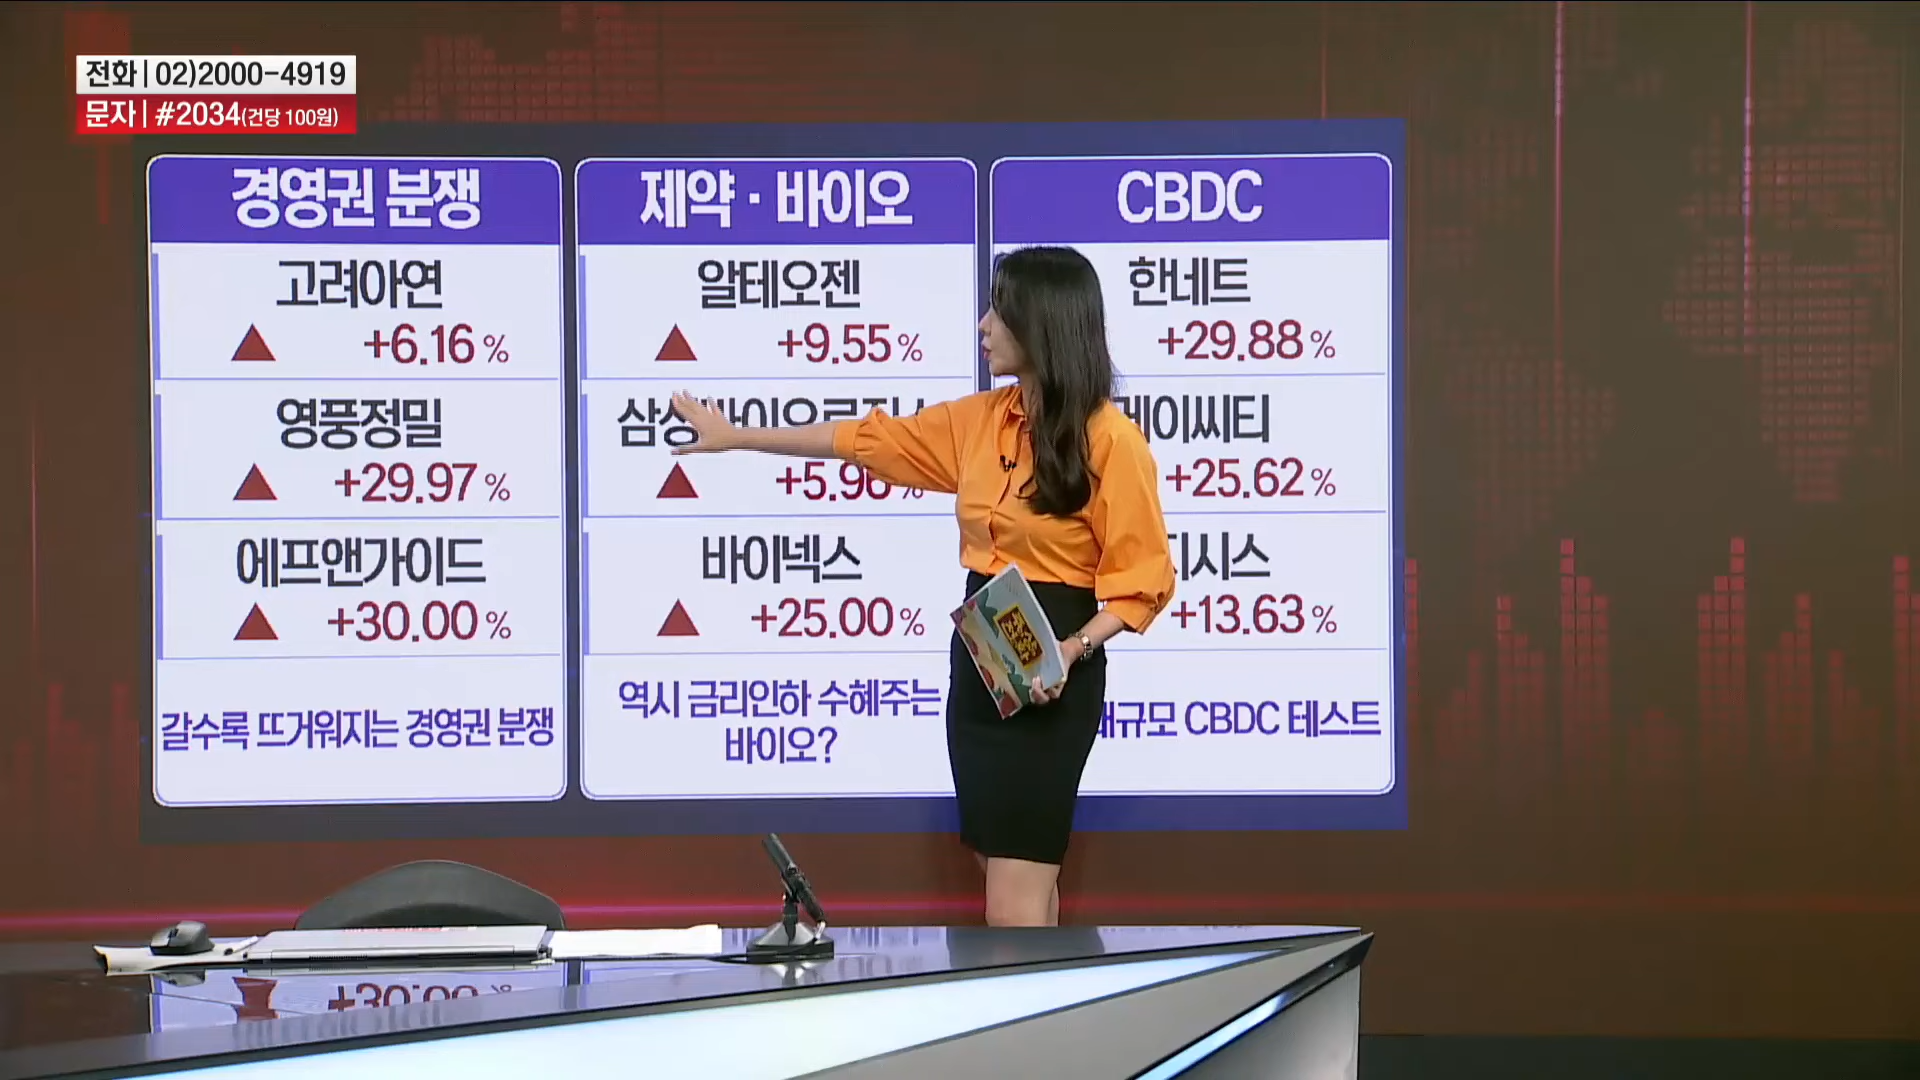 전화 | 02)2000-4919
문자 | #2034(건당 100원)
경영권 분쟁
고려아연
▲ +6.16 %
영풍정밀
▲ +29.97 %
에프앤가이드
▲ +30.00 %
갈수록 뜨거워지는 경영권 분쟁
제약·바이오
알테오젠
▲ +9.55 %
▲
바이넥스
▲ +25.00 %
역시 금리인하 수혜주는
바이오?
CBDC
한네트
+29.88 %
+25.62 %
+13.63 %
CBDC 테스트
+30.00 %